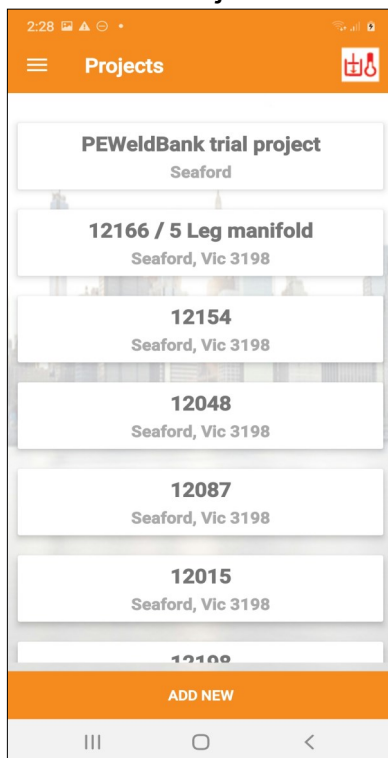 2:28
Projects
PEWeldBank trial project
Seaford
12166 / 5 Leg manifold
Seaford, Vic 3198
12154
Seaford, Vic 3198
12048
Seaford, Vic 3198
12087
Seaford, Vic 3198
12015
Seaford, Vic 3198
12198
ADD NEW